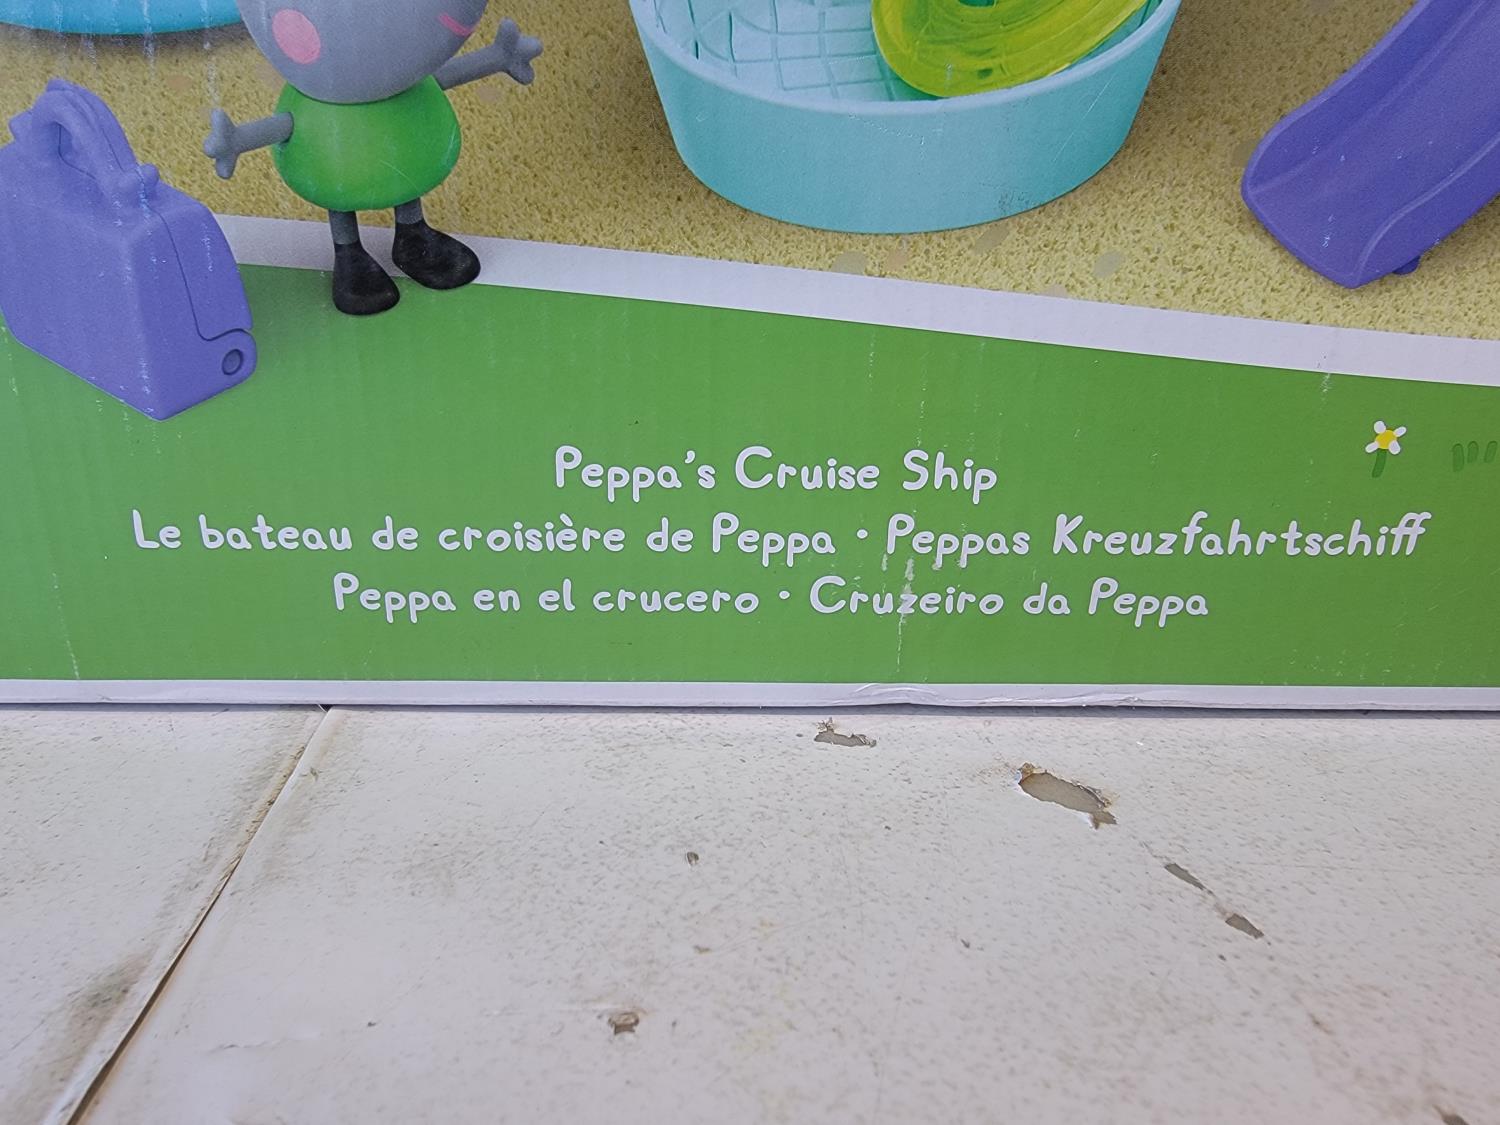 Peppa's Cruise Ship
Le bateau de croisière de Peppa • Peppas Kreuzfahrtschiff
Peppa en el crucero • Cruzeiro da Peppa